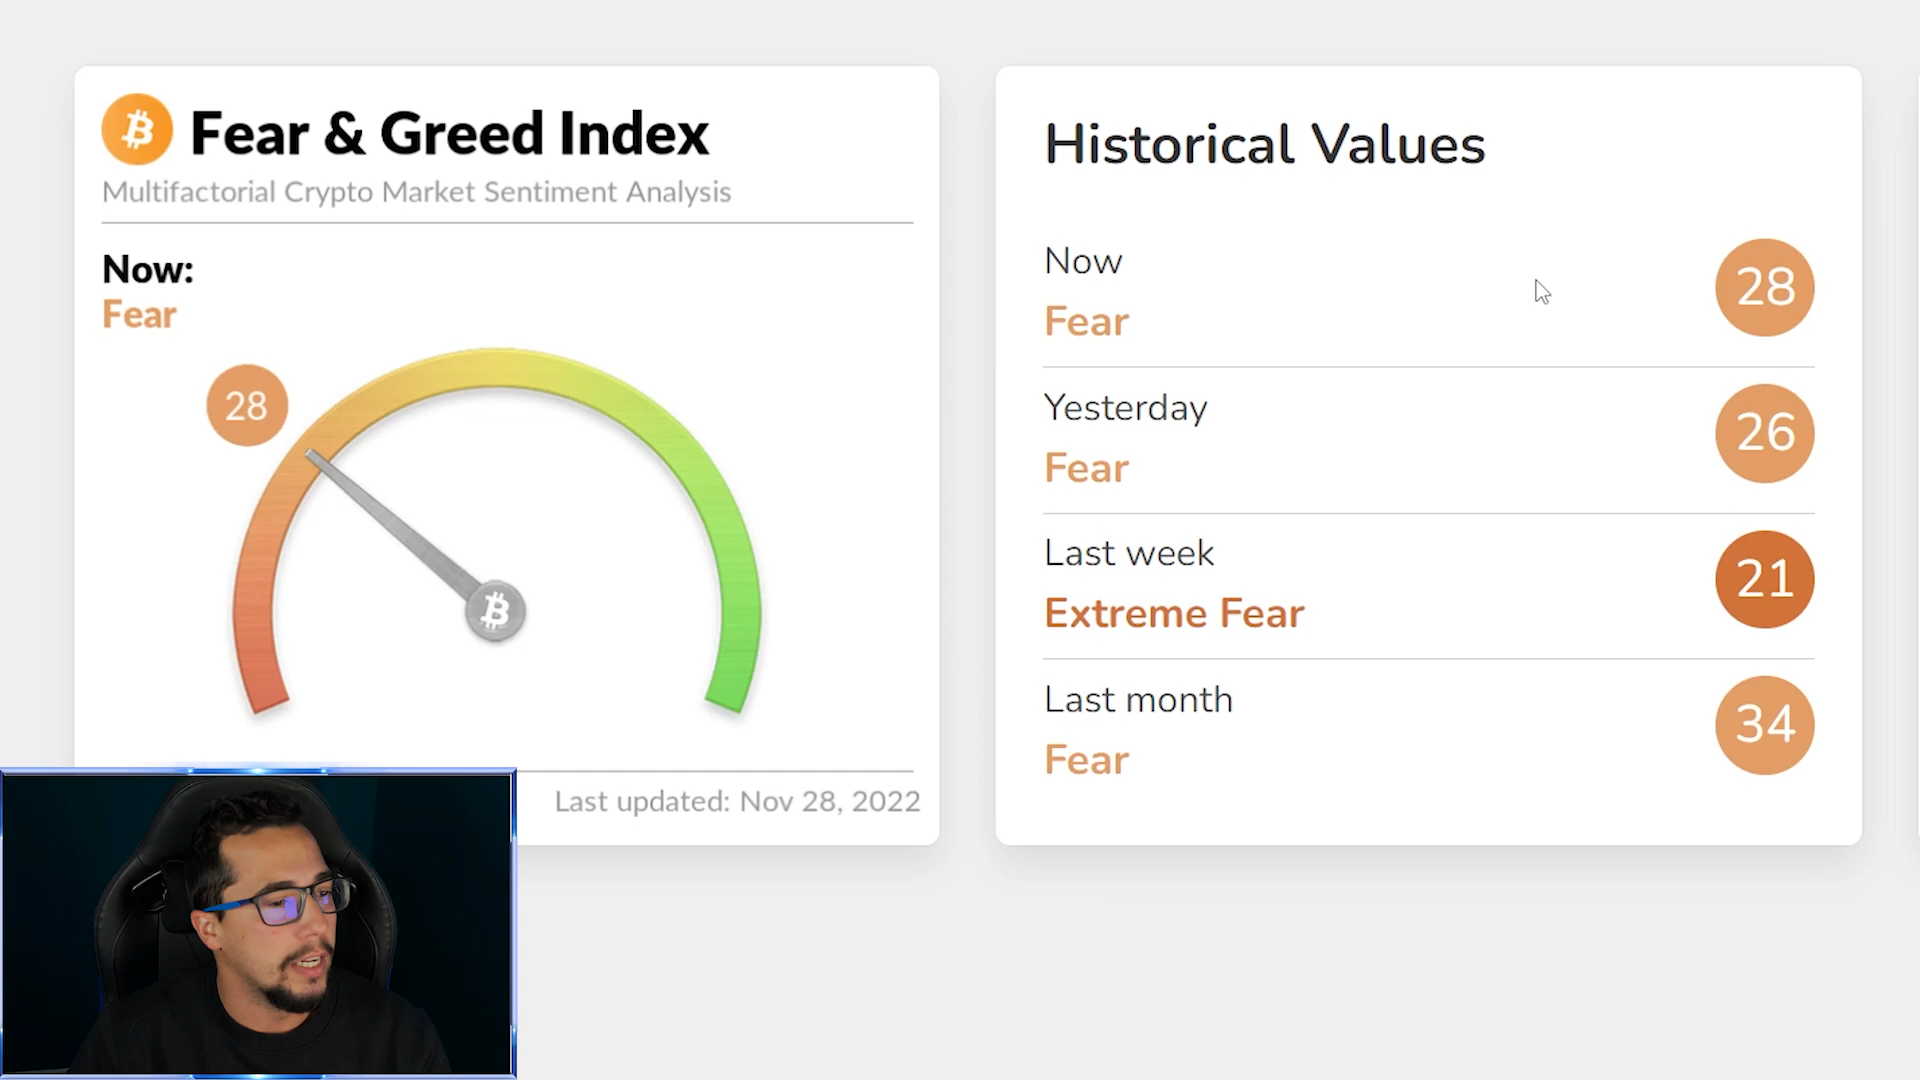 Fear & Greed Index
Multifactorial Crypto Market Sentiment Analysis
Now:
Fear
28
Last updated: Nov 28, 2022
Historical Values
Now
Fear
28
Yesterday
Fear
26
Last week
Extreme Fear
21
Last month
Fear
34